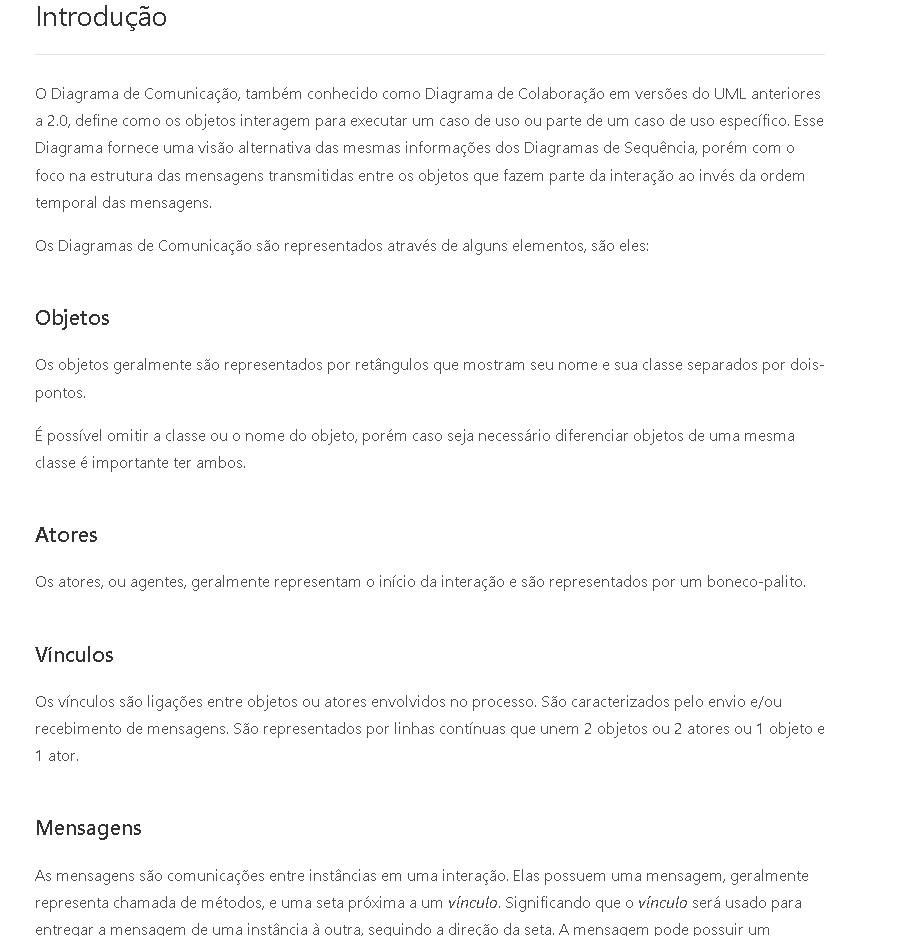 Introdução
O Diagrama de Comunicação, também conhecido como Diagrama de Colaboração em versões do UML anteriores
a 2.0, define como os objetos interagem para executar um caso de uso ou parte de um caso de uso específico. Esse
Diagrama fornece uma visão alternativa das mesmas informações dos Diagramas de Sequência, porém com o
foco na estrutura das mensagens transmitidas entre os objetos que fazem parte da interação ao invés da ordem
temporal das mensagens.
Os Diagramas de Comunicação são representados através de alguns elementos, são eles:
Objetos
Os objetos geralmente são representados por retângulos que mostram seu nome e sua classe separados por dois-
pontos.
É possível omitir a classe ou o nome do objeto, porém caso seja necessário diferenciar objetos de uma mesma
classe é importante ter ambos.
Atores
Os atores, ou agentes, geralmente representam o início da interação e são representados por um boneco-palito.
Vínculos
Os vínculos são ligações entre objetos ou atores envolvidos no processo. São caracterizados pelo envio e/ou
recebimento de mensagens. São representados por linhas contínuas que unem 2 objetos ou 2 atores ou 1 objeto e
1 ator.
Mensagens
As mensagens são comunicações entre instâncias em uma interação. Elas possuem uma mensagem, geralmente
representa chamada de métodos, e uma seta próxima a um vínculo. Significando que o vínculo será usado para
entregar a mensagem de uma instância à outra, seguindo a direção da seta. A mensagem pode possuir um